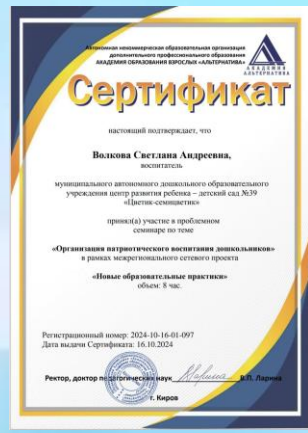 Автономная некоммерческая образовательная организация
дополнительного профессионального образования
АКАДЕМИЯ ОБРАЗОВАНИЯ ВЗРОСЛЫХ «АЛЬТЕРНАТИВА»
АКАДЕМИЯ
АЛЬТЕРНАТИВА
Сертификат
настоящий подтверждает, что
Волкова Светлана Андреевна,
воспитатель
муниципального автономного дошкольного образовательного
учреждения центр развития ребенка – детский сад №39
«Цветик-семицветик»
принял(а) участие в проблемном
семинаре по теме
«Организация патриотического воспитания дошкольников»
в рамках межрегионального сетевого проекта
«Новые образовательные практики»
объем: 8 час.
Регистрационный номер: 2024-10-16-01-097
Дата выдачи Сертификата: 16.10.2024
Ректор, доктор педагогических наук В.П. Ларина
г. Киров